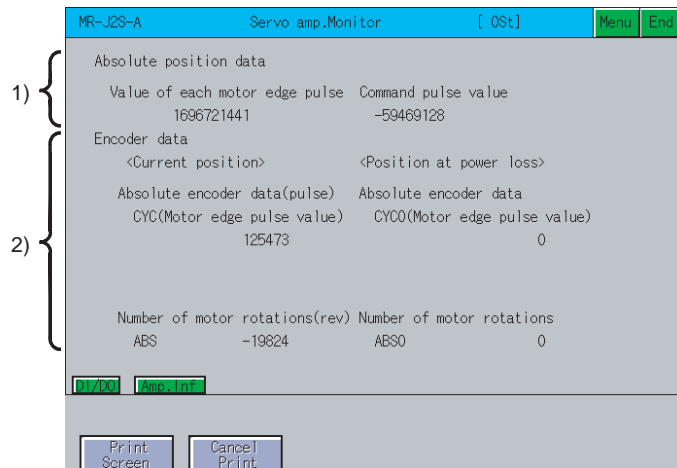 MR-J2S-A Servo amp.Monitor [ 0St] Menu End
1)
Absolute position data
Value of each motor edge pulse Command pulse value
1696721441 -59469128
2)
Encoder data
<Current position> <Position at power loss>
Absolute encoder data(pulse) Absolute encoder data
CYC(Motor edge pulse value) CYC0(Motor edge pulse value)
125473 0
Number of motor rotations(rev) Number of motor rotations
ABS -19824 ABS0 0
DI/DO Amp.Inf
Print Screen
Cancel Print